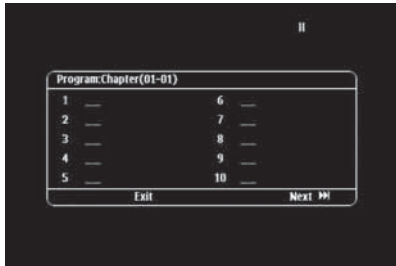 Program:Chapter(01-01)
1 __ 6 __
2 __ 7 __
3 __ 8 __
4 __ 9 __
5 __ 10 __
Exit Next ⏭